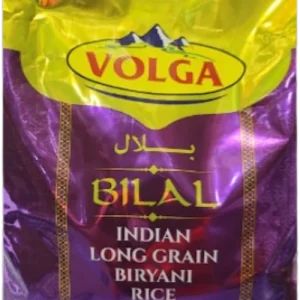 VOLGA
بلال
BILAL
INDIAN
LONG GRAIN
BIRYANI
RICE